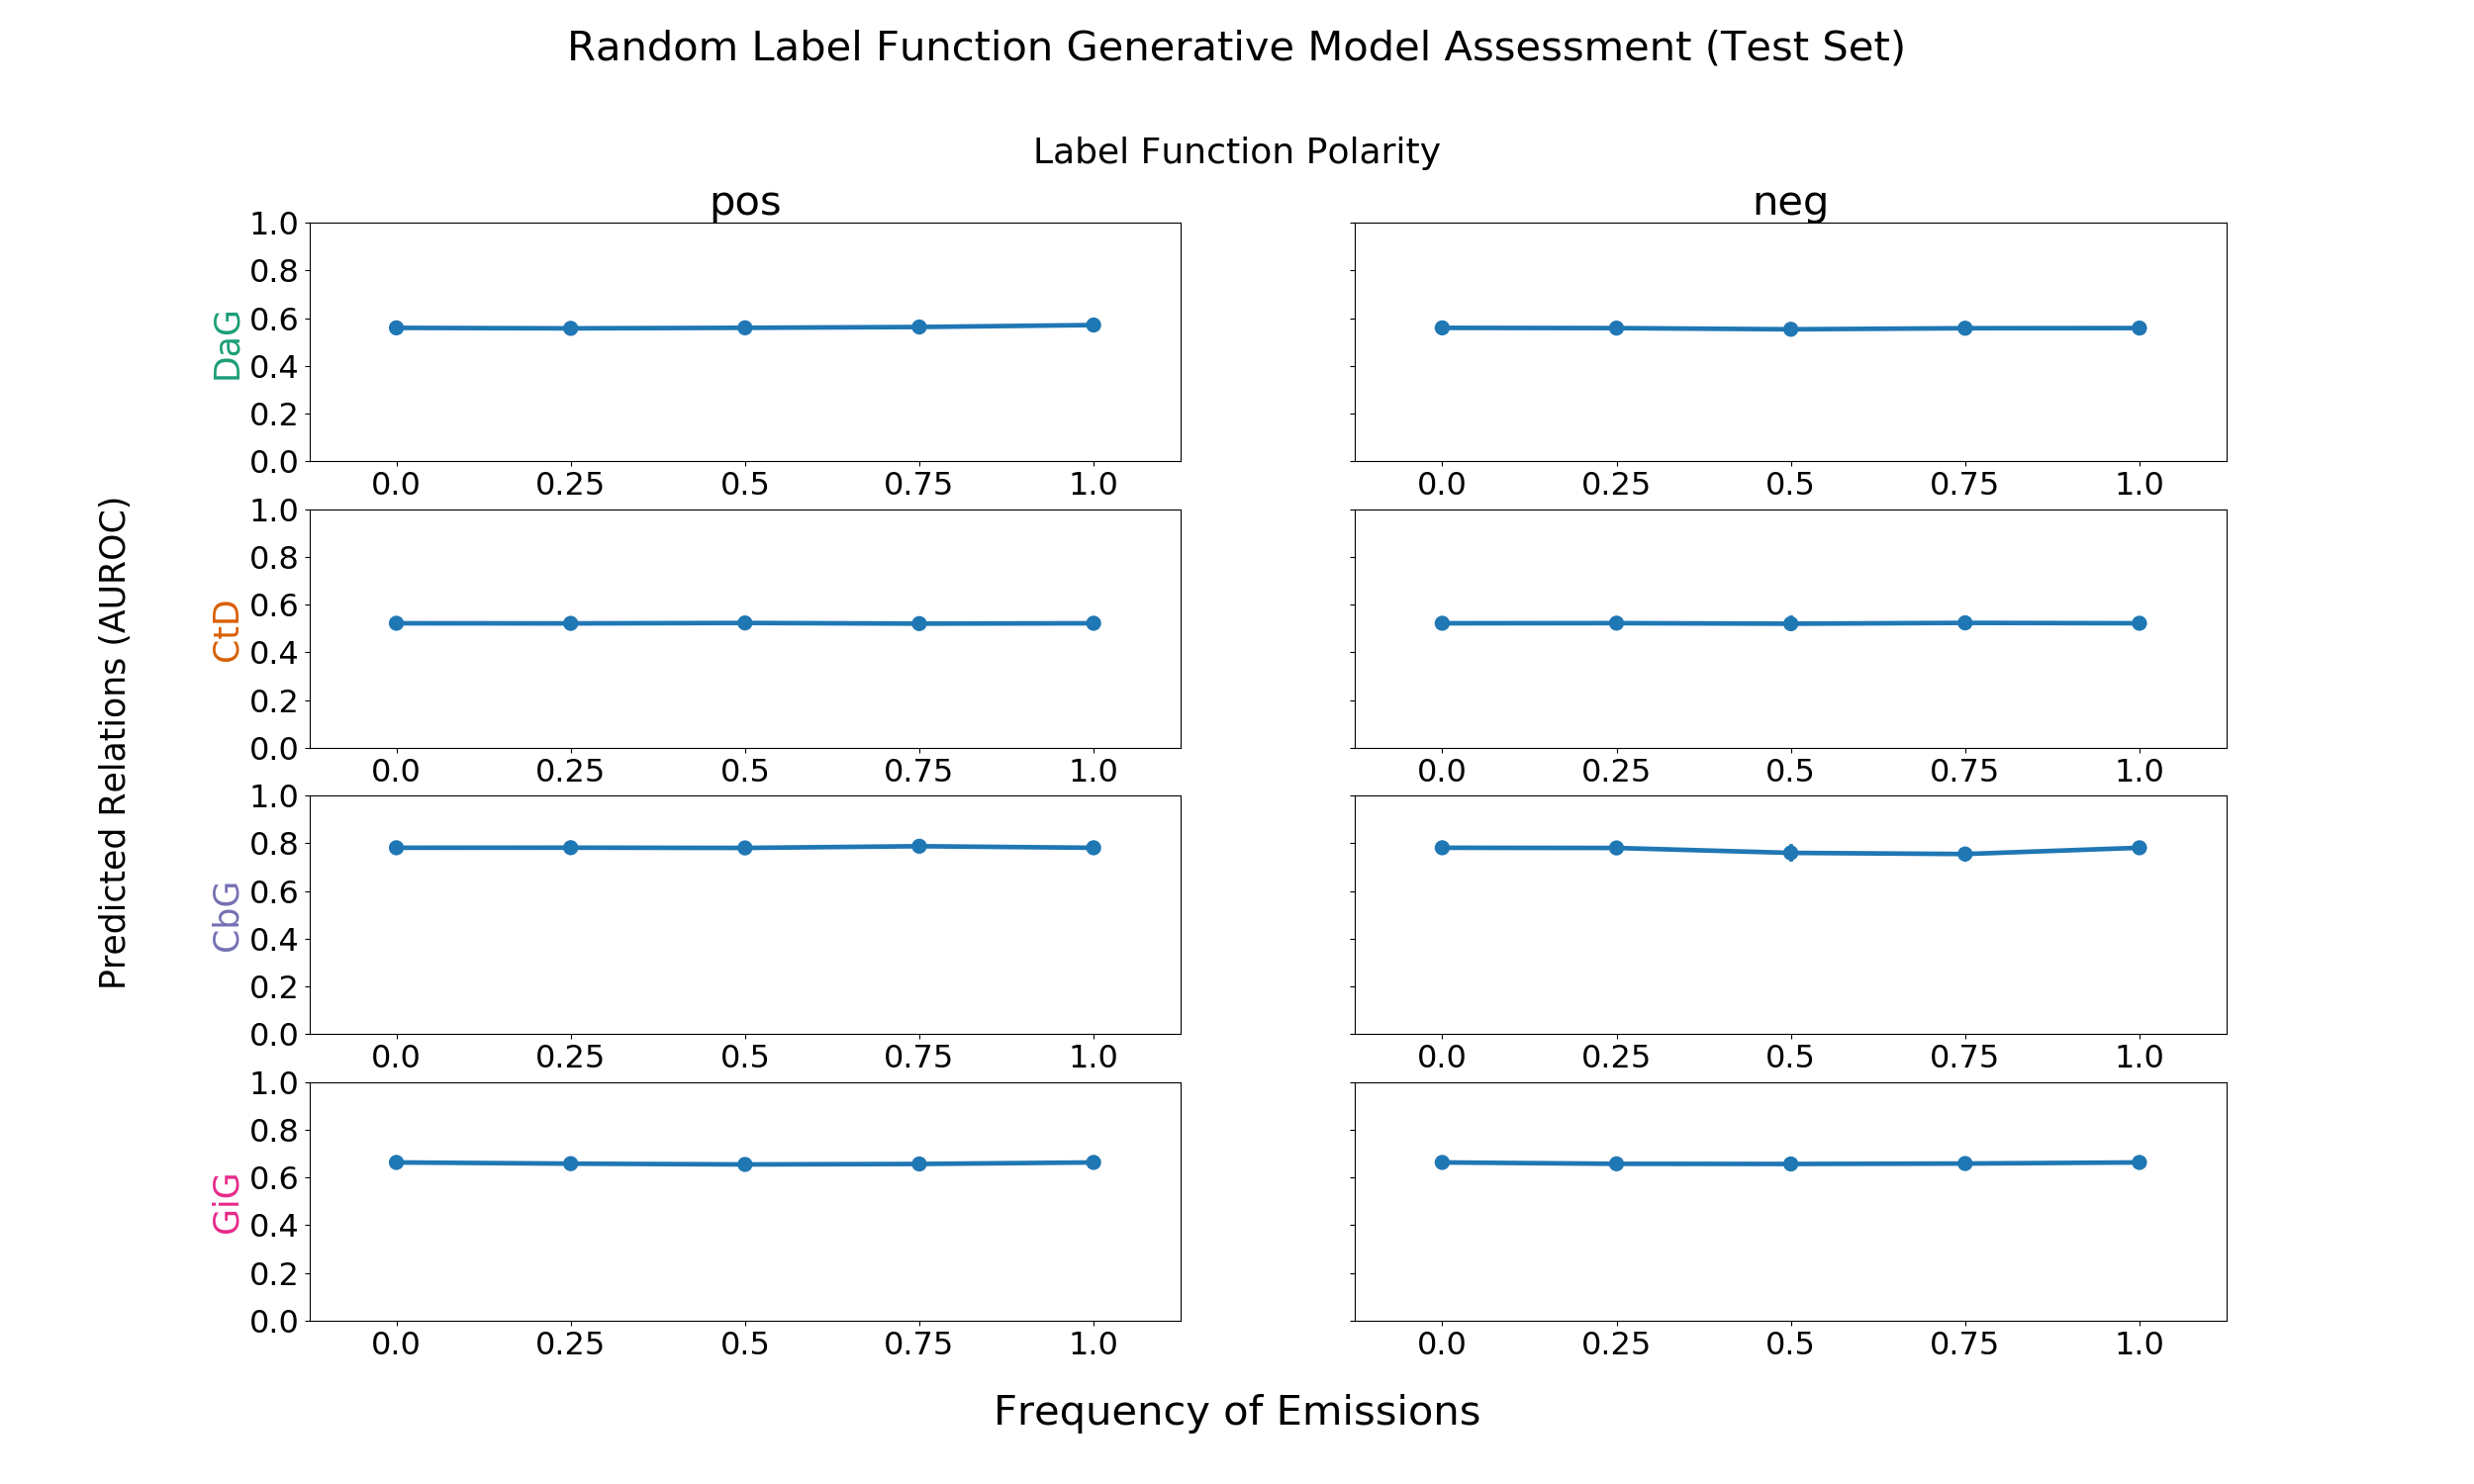 Random Label Function Generative Model Assessment (Test Set)
Label Function Polarity
pos
neg
Predicted Relations (AUROC)
DaG
1.0
0.8
0.6
0.4
0.2
0.0
0.0 0.25 0.5 0.75 1.0
0.0 0.25 0.5 0.75 1.0
CtD
1.0
0.8
0.6
0.4
0.2
0.0
0.0 0.25 0.5 0.75 1.0
0.0 0.25 0.5 0.75 1.0
CbG
1.0
0.8
0.6
0.4
0.2
0.0
0.0 0.25 0.5 0.75 1.0
0.0 0.25 0.5 0.75 1.0
GiG
1.0
0.8
0.6
0.4
0.2
0.0
0.0 0.25 0.5 0.75 1.0
0.0 0.25 0.5 0.75 1.0
Frequency of Emissions